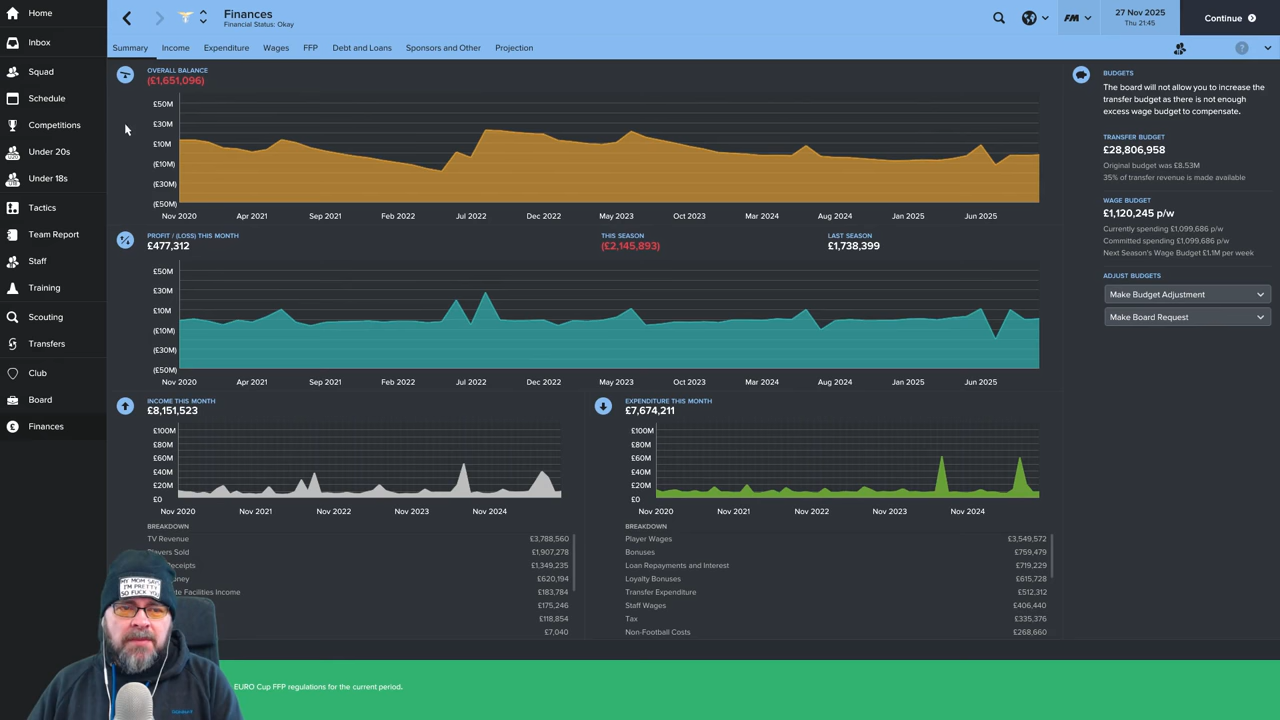 Home
Inbox
Squad
Schedule
Competitions
Under 20s
Under 18s
Tactics
Team Report
Staff
Training
Scouting
Transfers
Club
Board
Finances
Finances
Financial Status: Okay
FM
27 Nov 2025
Thu 21:45
Continue
Summary
Income
Expenditure
Wages
FFP
Debt and Loans
Sponsors and Other
Projection
OVERALL BALANCE
(£1,651,096)
£50M
£30M
£10M
(£10M)
(£30M)
(£50M)
Nov 2020 Apr 2021 Sep 2021 Feb 2022 Jul 2022 Dec 2022 May 2023 Oct 2023 Mar 2024 Aug 2024 Jan 2025 Jun 2025
PROFIT / (LOSS) THIS MONTH
£477,312
THIS SEASON
(£2,145,893)
LAST SEASON
£1,738,399
£50M
£30M
£10M
(£10M)
(£30M)
(£50M)
Nov 2020 Apr 2021 Sep 2021 Feb 2022 Jul 2022 Dec 2022 May 2023 Oct 2023 Mar 2024 Aug 2024 Jan 2025 Jun 2025
INCOME THIS MONTH
£8,151,523
£100M
£80M
£60M
£40M
£20M
£0
Nov 2020 Nov 2021 Nov 2022 Nov 2023 Nov 2024
BREAKDOWN
TV Revenue £3,788,560
Players Sold £1,907,278
Receipts £1,349,235
£620,194
Facilities Income £183,784
£175,246
£118,854
£7,040
EXPENDITURE THIS MONTH
£7,674,211
£100M
£80M
£60M
£40M
£20M
£0
Nov 2020 Nov 2021 Nov 2022 Nov 2023 Nov 2024
BREAKDOWN
Player Wages £3,549,572
Bonuses £759,479
Loan Repayments and Interest £719,229
Loyalty Bonuses £615,728
Transfer Expenditure £512,312
Staff Wages £406,440
Tax £335,376
Non-Football Costs £268,660
BUDGETS
The board will not allow you to increase the
transfer budget as there is not enough
excess wage budget to compensate.
TRANSFER BUDGET
£28,806,958
Original budget was £8.53M
35% of transfer revenue is made available
WAGE BUDGET
£1,120,245 p/w
Currently spending £1,099,686 p/w
Committed spending £1,099,686 p/w
Next Season's Wage Budget £1.1M per week
ADJUST BUDGETS
Make Budget Adjustment
Make Board Request
MY MOM SAYS
I'M PRETTY
SO FUCK YOU
EURO Cup FFP regulations for the current period.